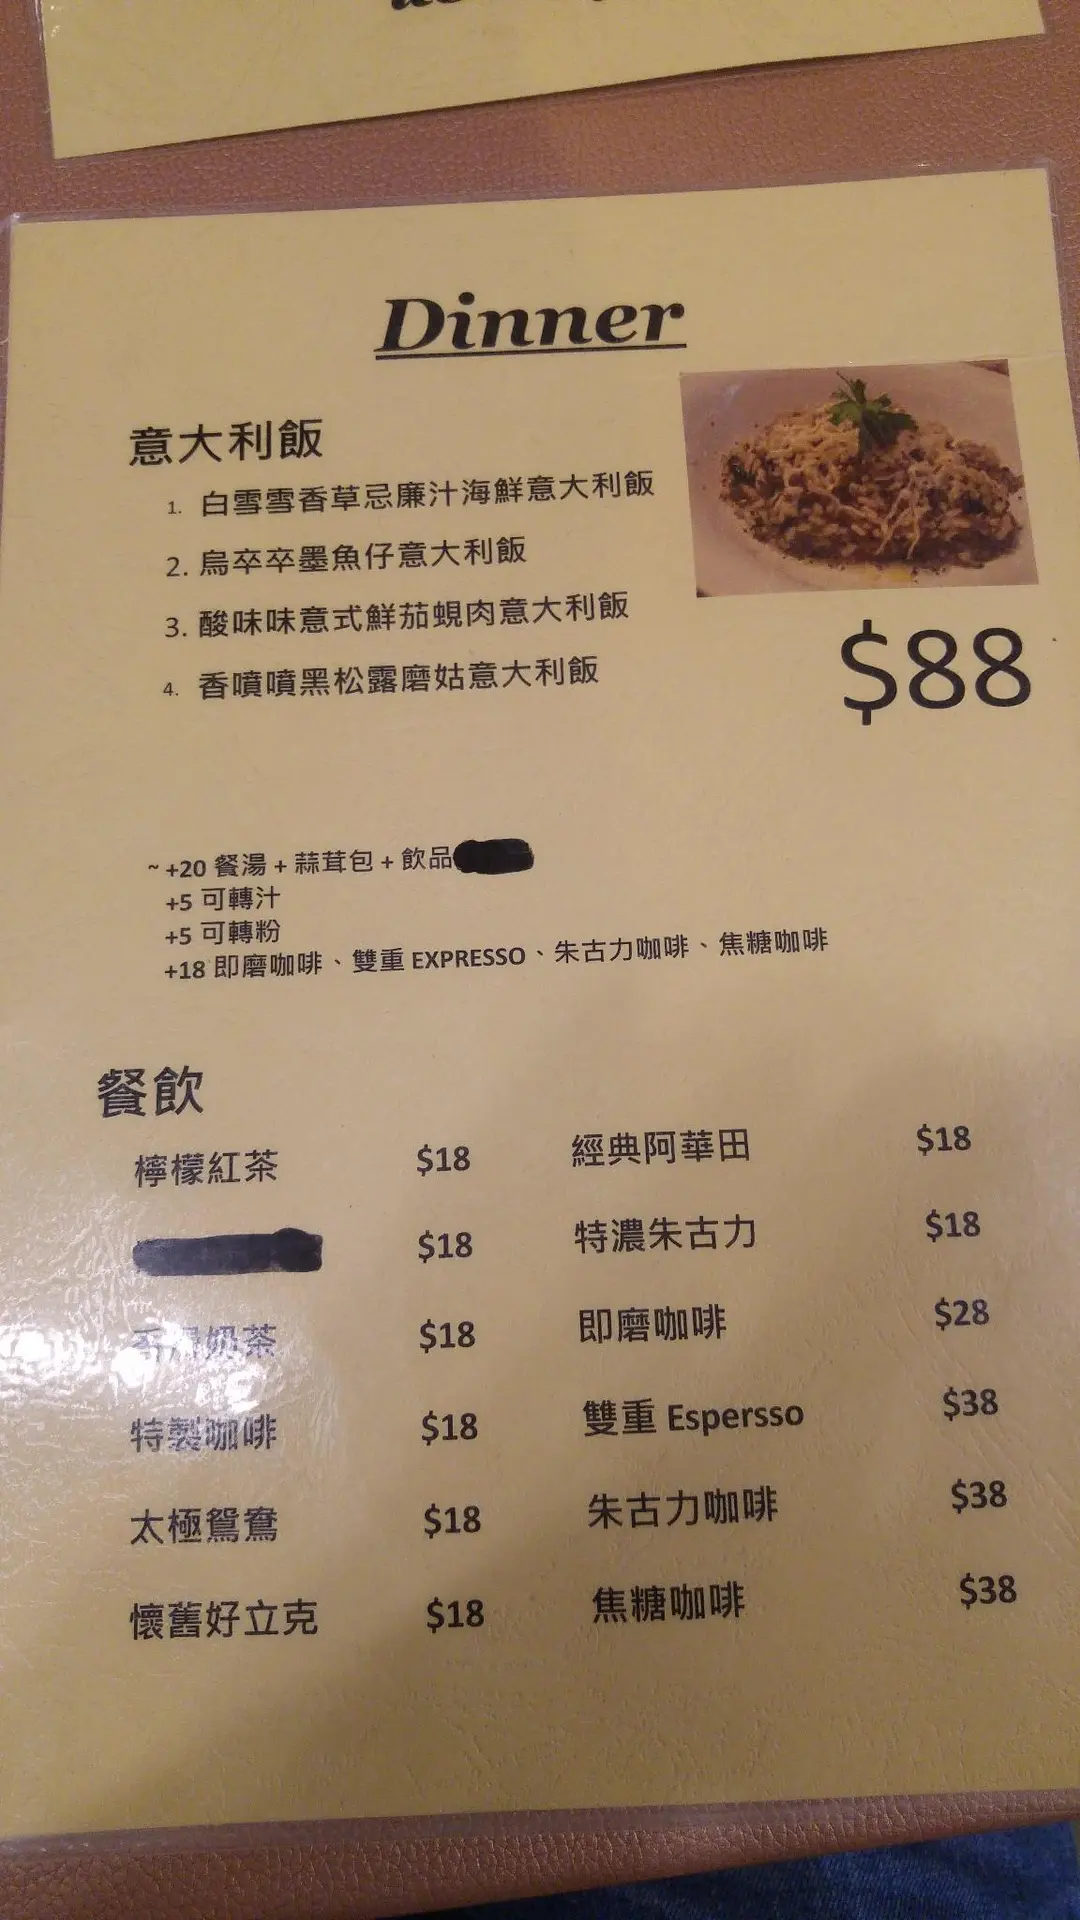 Dinner
意大利飯
1. 白雪雪香草忌廉汁海鮮意大利飯
2. 烏卒卒墨魚仔意大利飯
3. 酸味味意式鮮茄蜆肉意大利飯
4. 香噴噴黑松露磨姑意大利飯
$88
~ +20 餐湯 + 蒜茸包 + 飲品
+5 可轉汁
+5 可轉粉
+18 即磨咖啡、雙重 EXPRESSO、朱古力咖啡、焦糖咖啡
餐飲
檸檬紅茶 $18 經典阿華田 $18
$18 特濃朱古力 $18
香滑奶茶 $18 即磨咖啡 $28
特製咖啡 $18 雙重 Espersso $38
太極鴛鴦 $18 朱古力咖啡 $38
懷舊好立克 $18 焦糖咖啡 $38